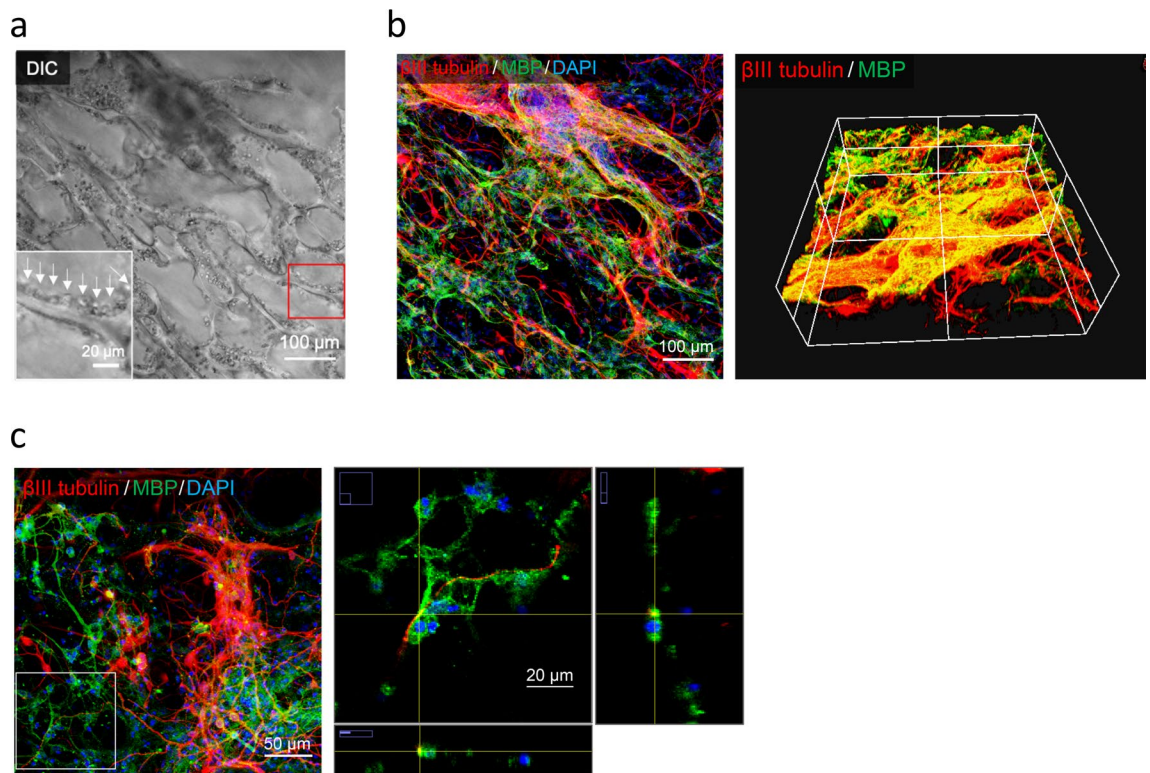 a
DIC
20 µm
100 µm
b
βIII tubulin/MBP/DAPI
100 µm
βIII tubulin/MBP
c
βIII tubulin/MBP/DAPI
50 µm
20 µm